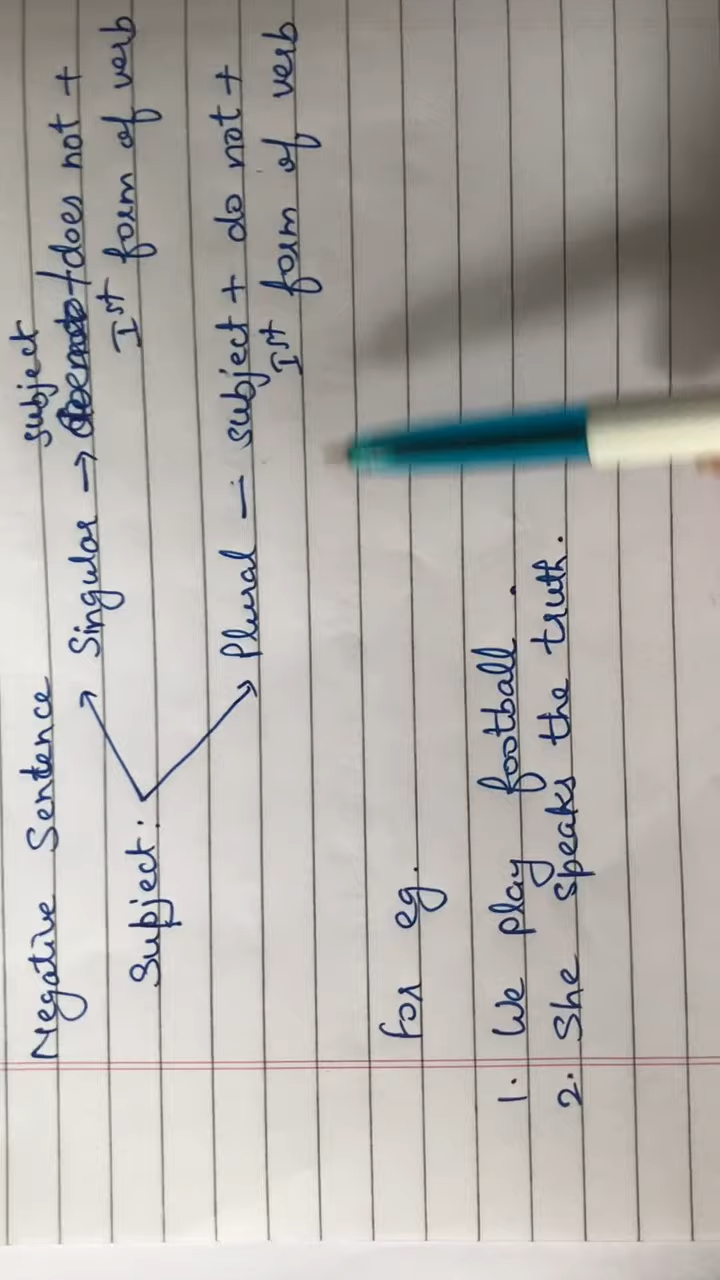 Negative Sentence
subject
Singular → + does not +
Ist form of verb
Subject:
Plural — subject + do not +
Ist form of verb
for eg.
1. We play football.
2. She speaks the truth.